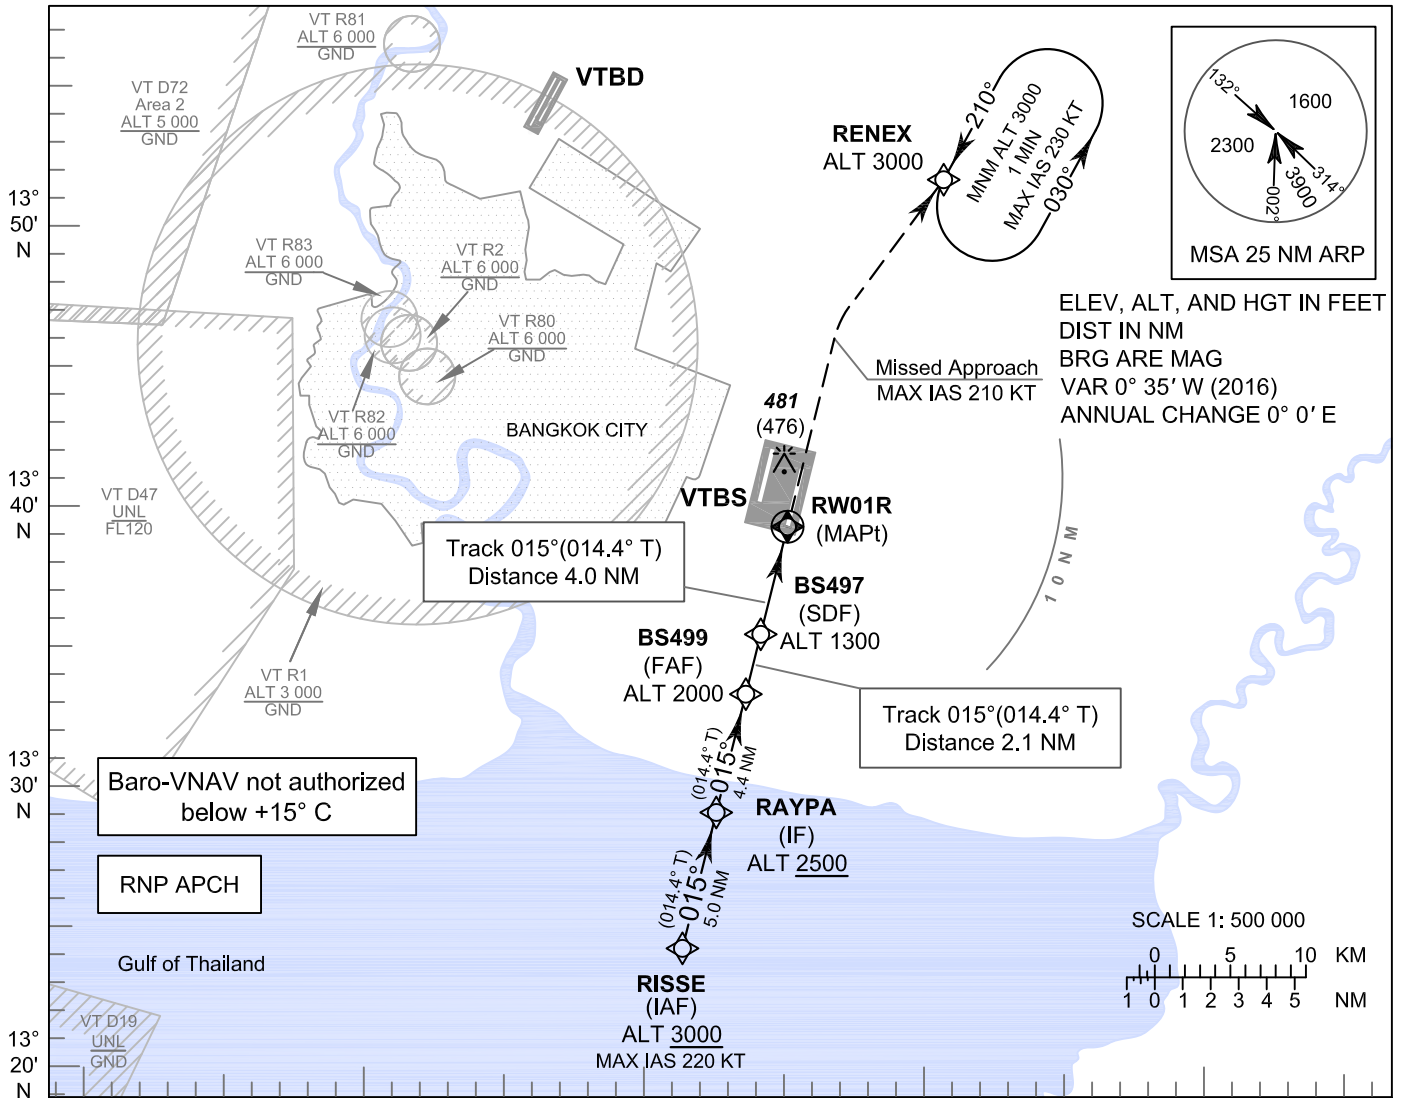 VT R81
ALT 6 000
GND
VT D72
Area 2
ALT 5 000
GND
VTBD
RENEX
ALT 3000
210°
MNM ALT 3000
1 MIN
MAX IAS 230 KT
030°
132°
1600
2300
314°
3900
002°
MSA 25 NM ARP
13°
50'
N
VT R83
ALT 6 000
GND
VT R2
ALT 6 000
GND
VT R80
ALT 6 000
GND
ELEV, ALT, AND HGT IN FEET
DIST IN NM
BRG ARE MAG
VAR 0° 35' W (2016)
ANNUAL CHANGE 0° 0' E
Missed Approach
MAX IAS 210 KT
VT R82
ALT 6 000
GND
BANGKOK CITY
481
(476)
13°
40'
N
VT D47
UNL
FL120
VTBS
RW01R
(MAPt)
Track 015°(014.4° T)
Distance 4.0 NM
10 NM
BS497
(SDF)
ALT 1300
BS499
(FAF)
ALT 2000
VT R1
ALT 3 000
GND
Track 015°(014.4° T)
Distance 2.1 NM
13°
30'
N
Baro-VNAV not authorized
below +15° C
(014.4° T)
015°
4.4 NM
RAYPA
(IF)
ALT 2500
RNP APCH
(014.4° T)
015°
5.0 NM
Gulf of Thailand
RISSE
(IAF)
ALT 3000
MAX IAS 220 KT
SCALE 1: 500 000
0 5 10 KM
1 0 1 2 3 4 5 NM
VT D19
UNL
GND
13°
20'
N